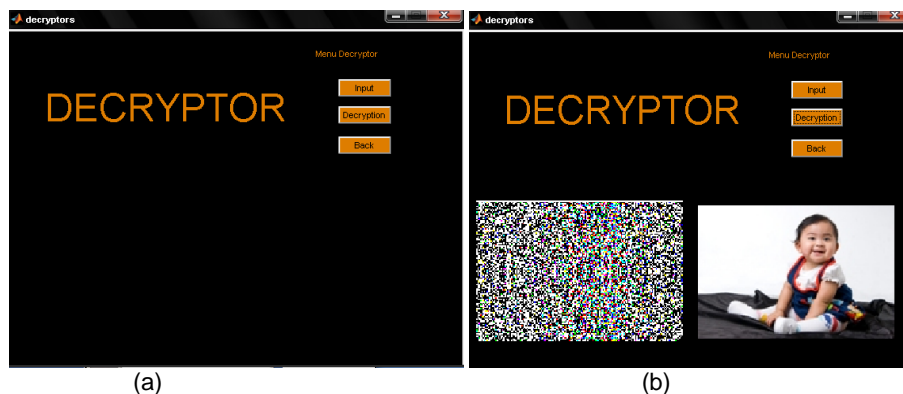 decryptors
Menu Decryptor
DECRYPTOR
Input
Decryption
Back
decryptors
Menu Decryptor
DECRYPTOR
Input
Decryption
Back
(a)
(b)